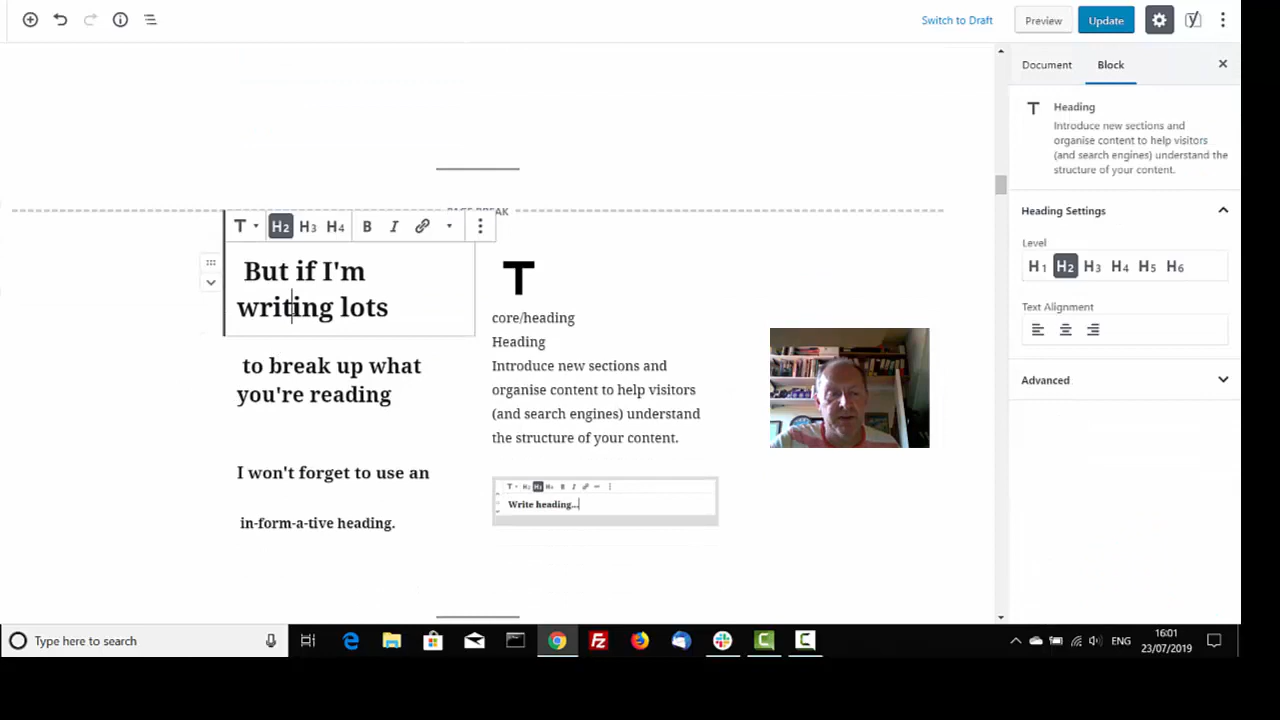 Switch to Draft
Preview
Update
Document
Block
Heading
Introduce new sections and
organise content to help visitors
(and search engines) understand the
structure of your content.
Heading Settings
Level
H1 H2 H3 H4 H5 H6
Text Alignment
Advanced
T H2 H3 H4 B I
But if I'm
writing lots
to break up what
you're reading
I won't forget to use an
in-form-a-tive heading.
T
core/heading
Heading
Introduce new sections and
organise content to help visitors
(and search engines) understand
the structure of your content.
Write heading...
Type here to search
ENG
16:01
23/07/2019